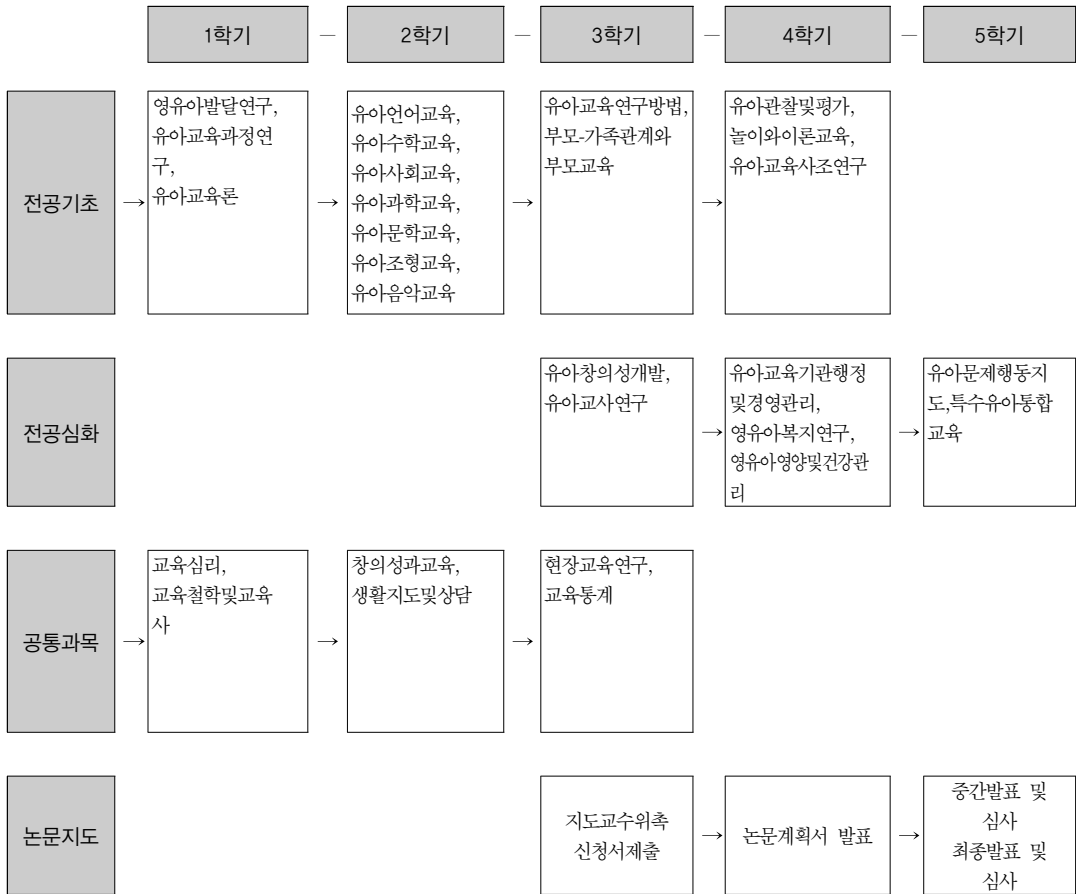 1학기 – 2학기 – 3학기 – 4학기 – 5학기
전공기초
→
영유아발달연구,
유아교육과정연
구,
유아교육론
→
유아언어교육,
유아수학교육,
유아사회교육,
유아과학교육,
유아문학교육,
유아조형교육,
유아음악교육
→
유아교육연구방법,
부모-가족관계와
부모교육
→
유아관찰및평가,
놀이와이론교육,
유아교육사조연구
전공심화
유아창의성개발,
유아교사연구
→
유아교육기관행정
및경영관리,
영유아복지연구,
영유아영양및건강관
리
→
유아문제행동지
도,특수유아통합
교육
공통과목
→
교육심리,
교육철학및교육
사
→
창의성과교육,
생활지도및상담
→
현장교육연구,
교육통계
논문지도
지도교수위촉
신청서제출
→
논문계획서 발표
→
중간발표 및
심사
최종발표 및
심사